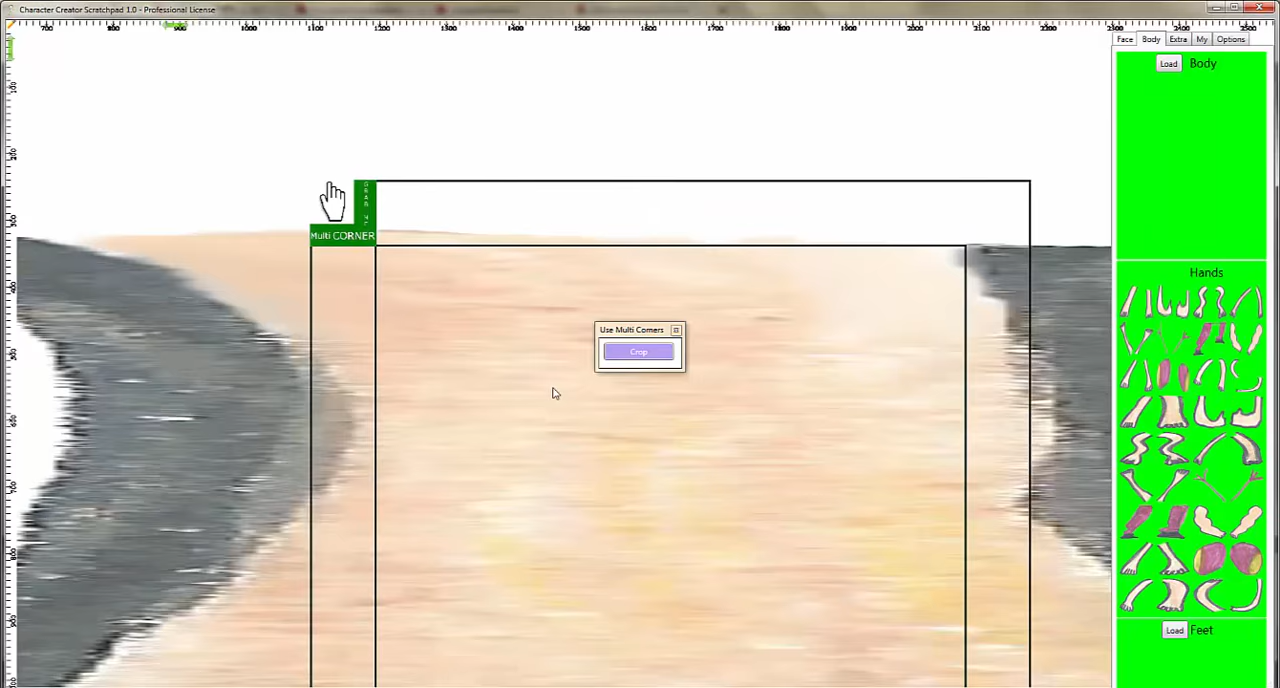 Character Creator Scratchpad 1.0 - Professional License
700 800 900 1000 1100 1200 1300 1400 1500 1600 1700 1800 1900 2000 2100 2200 2300 2400 2500
Face Body Extra My Options
Load Body
Multi CORNER
Hands
Use Multi Corners
Crop
Load Feet